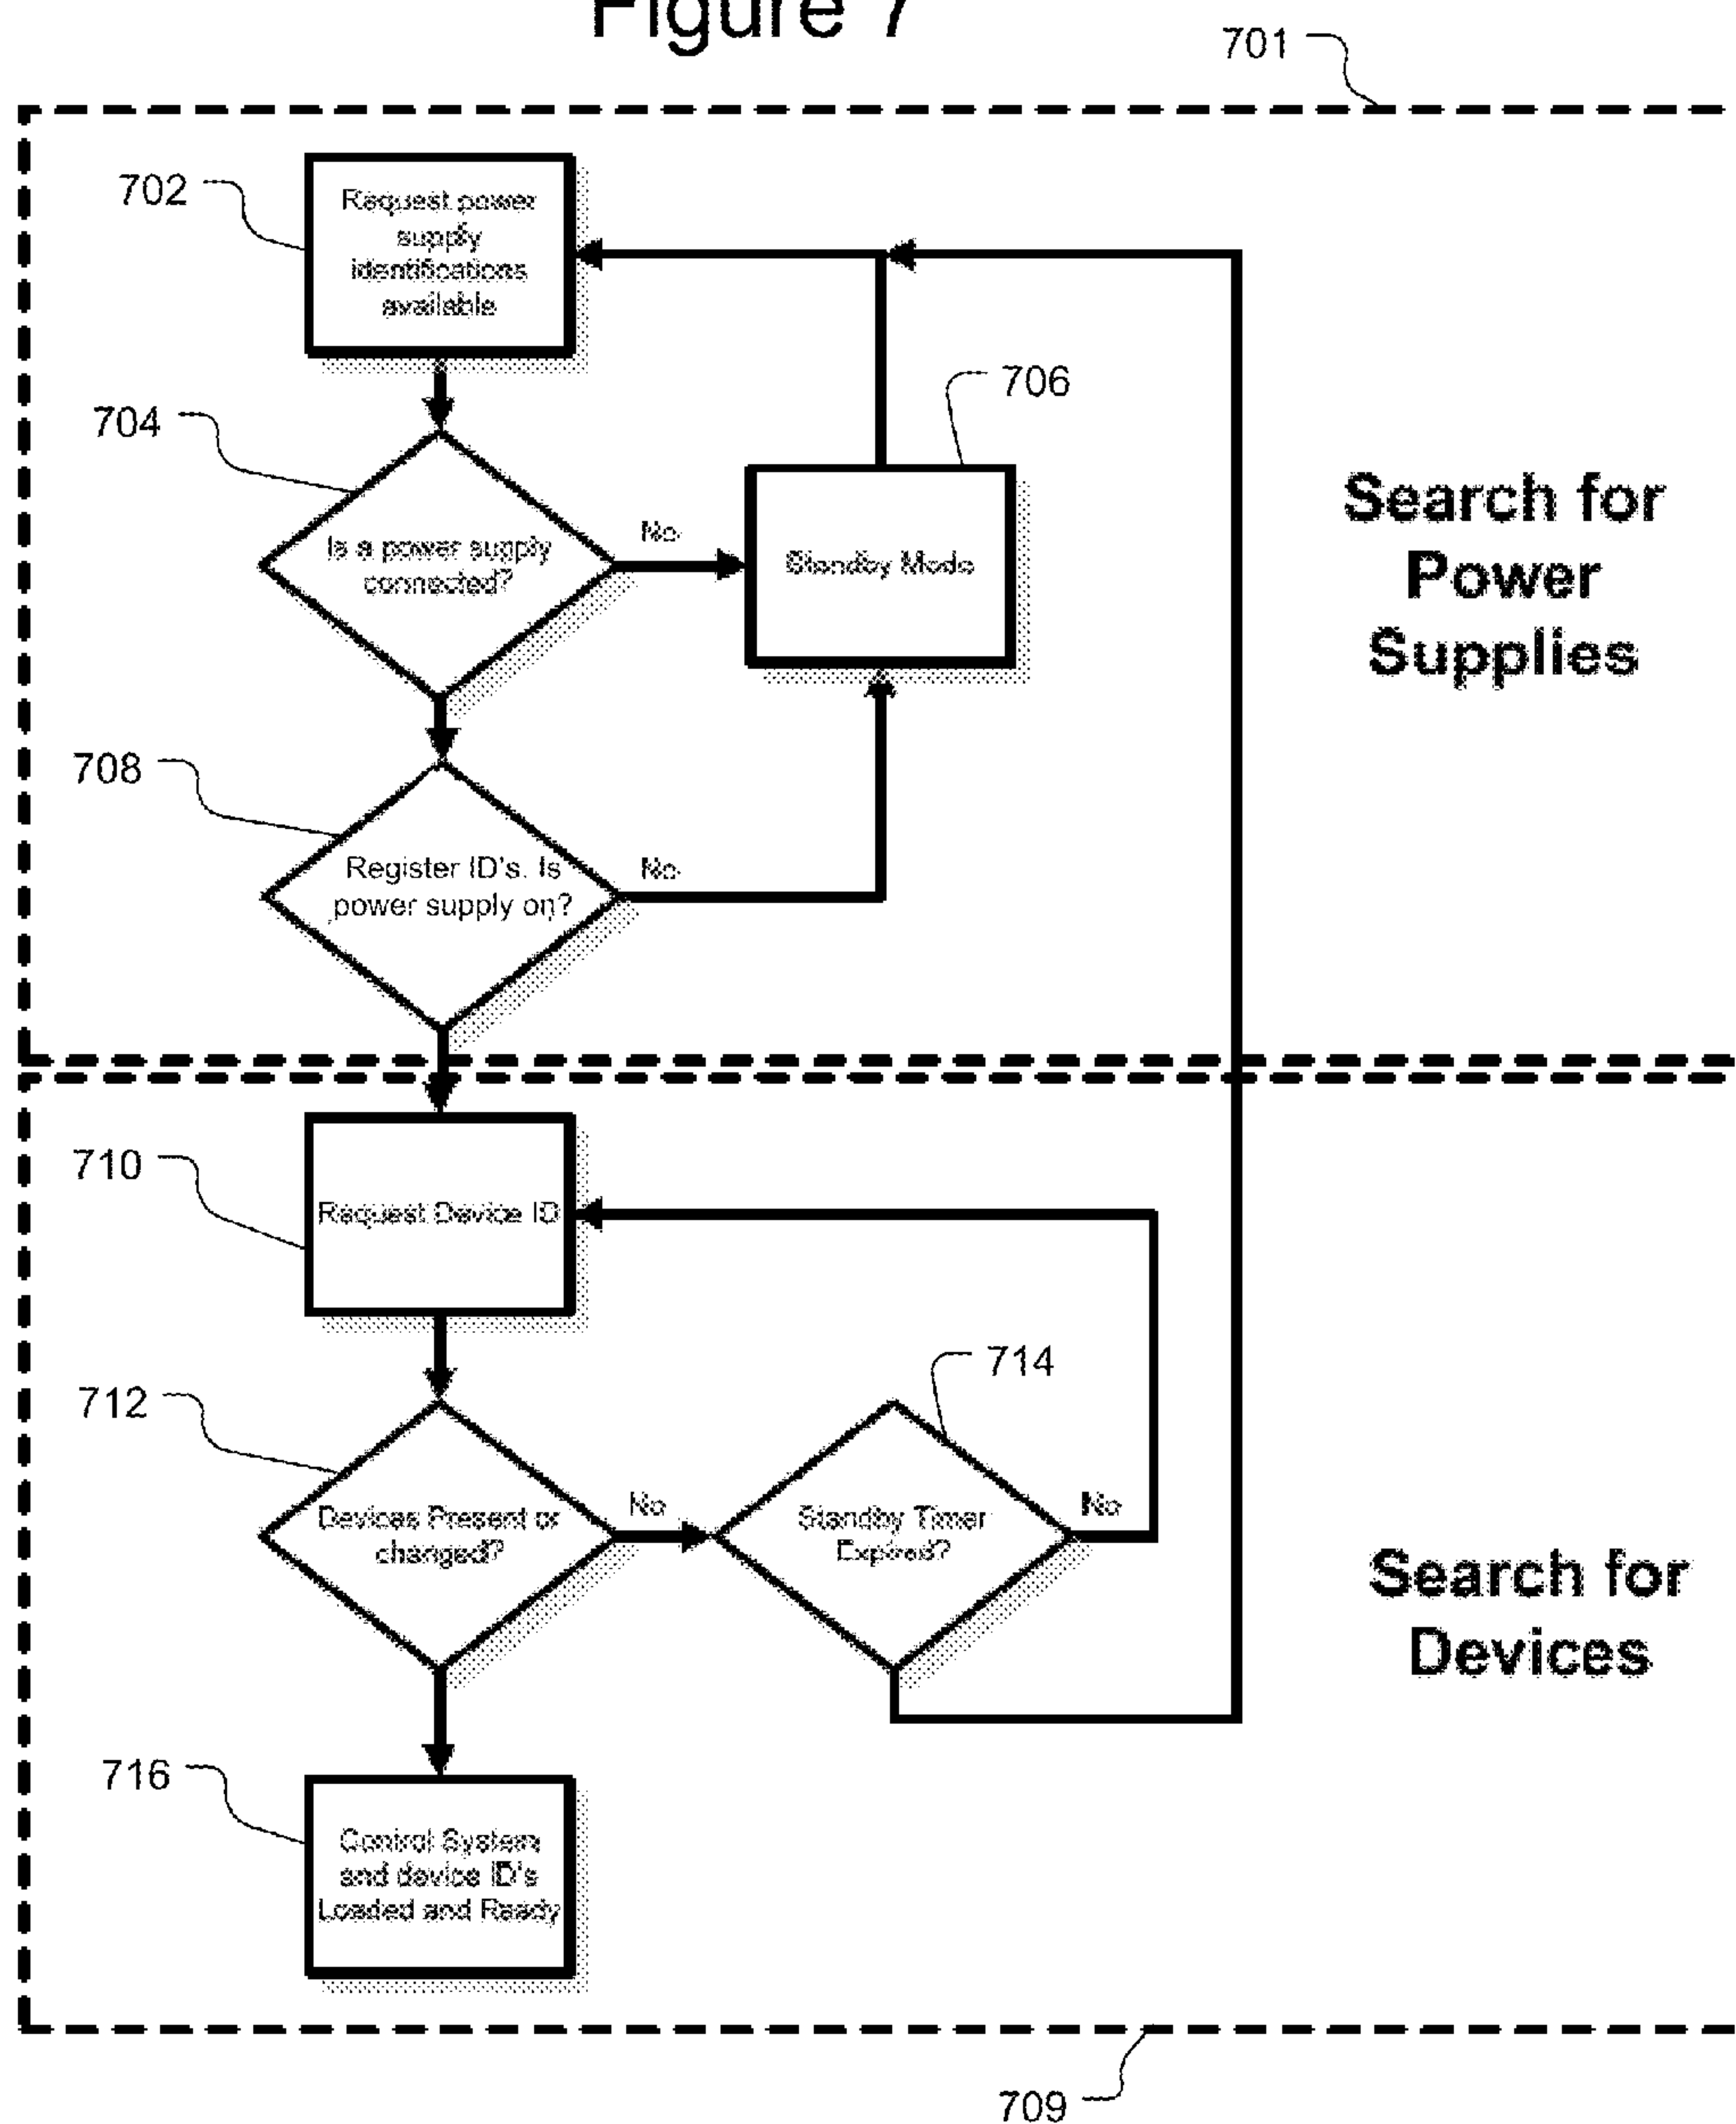 Figure 7
701
702
Request power
supply
identifications
available
704
Is a power supply
connected?
No
706
Standby Mode
Search for
Power
Supplies
708
Register ID's. Is
power supply on?
No
710
Request Device ID
712
Devices Present or
changed?
No
714
Standby Timer
Expired?
No
Search for
Devices
716
Control System
and device ID's
Loaded and Ready
709